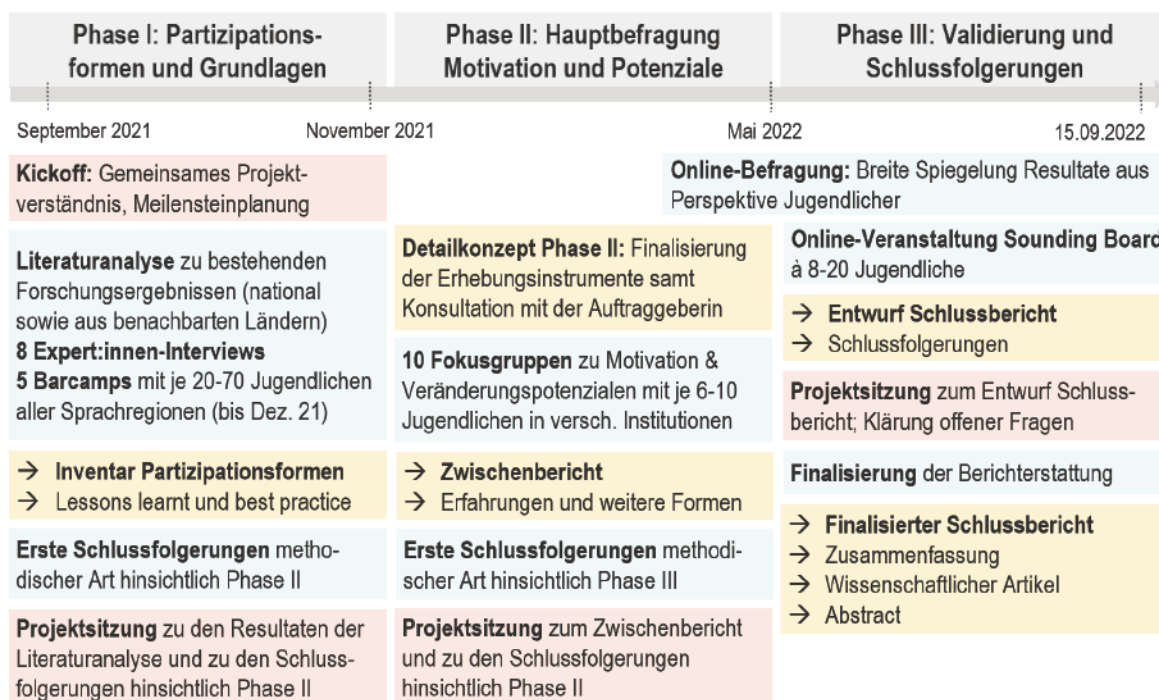 Phase I: Partizipations-
formen und Grundlagen
Phase II: Hauptbefragung
Motivation und Potenziale
Phase III: Validierung und
Schlussfolgerungen
September 2021
November 2021
Mai 2022
15.09.2022
Kickoff: Gemeinsames Projekt-
verständnis, Meilensteinplanung
Literaturanalyse zu bestehenden
Forschungsergebnissen (national
sowie aus benachbarten Ländern)
8 Expert:innen-Interviews
5 Barcamps mit je 20-70 Jugendlichen
aller Sprachregionen (bis Dez. 21)
→ Inventar Partizipationsformen
→ Lessons learnt und best practice
Erste Schlussfolgerungen metho-
discher Art hinsichtlich Phase II
Projektsitzung zu den Resultaten der
Literaturanalyse und zu den Schluss-
folgerungen hinsichtlich Phase II
Detailkonzept Phase II: Finalisierung
der Erhebungsinstrumente samt
Konsultation mit der Auftraggeberin
10 Fokusgruppen zu Motivation &
Veränderungspotenzialen mit je 6-10
Jugendlichen in versch. Institutionen
→ Zwischenbericht
→ Erfahrungen und weitere Formen
Erste Schlussfolgerungen methodi-
scher Art hinsichtlich Phase III
Projektsitzung zum Zwischenbericht
und zu den Schlussfolgerungen
hinsichtlich Phase II
Online-Befragung: Breite Spiegelung Resultate aus
Perspektive Jugendlicher
Online-Veranstaltung Sounding Board
à 8-20 Jugendliche
→ Entwurf Schlussbericht
→ Schlussfolgerungen
Projektsitzung zum Entwurf Schluss-
bericht; Klärung offener Fragen
Finalisierung der Berichterstattung
→ Finalisierter Schlussbericht
→ Zusammenfassung
→ Wissenschaftlicher Artikel
→ Abstract